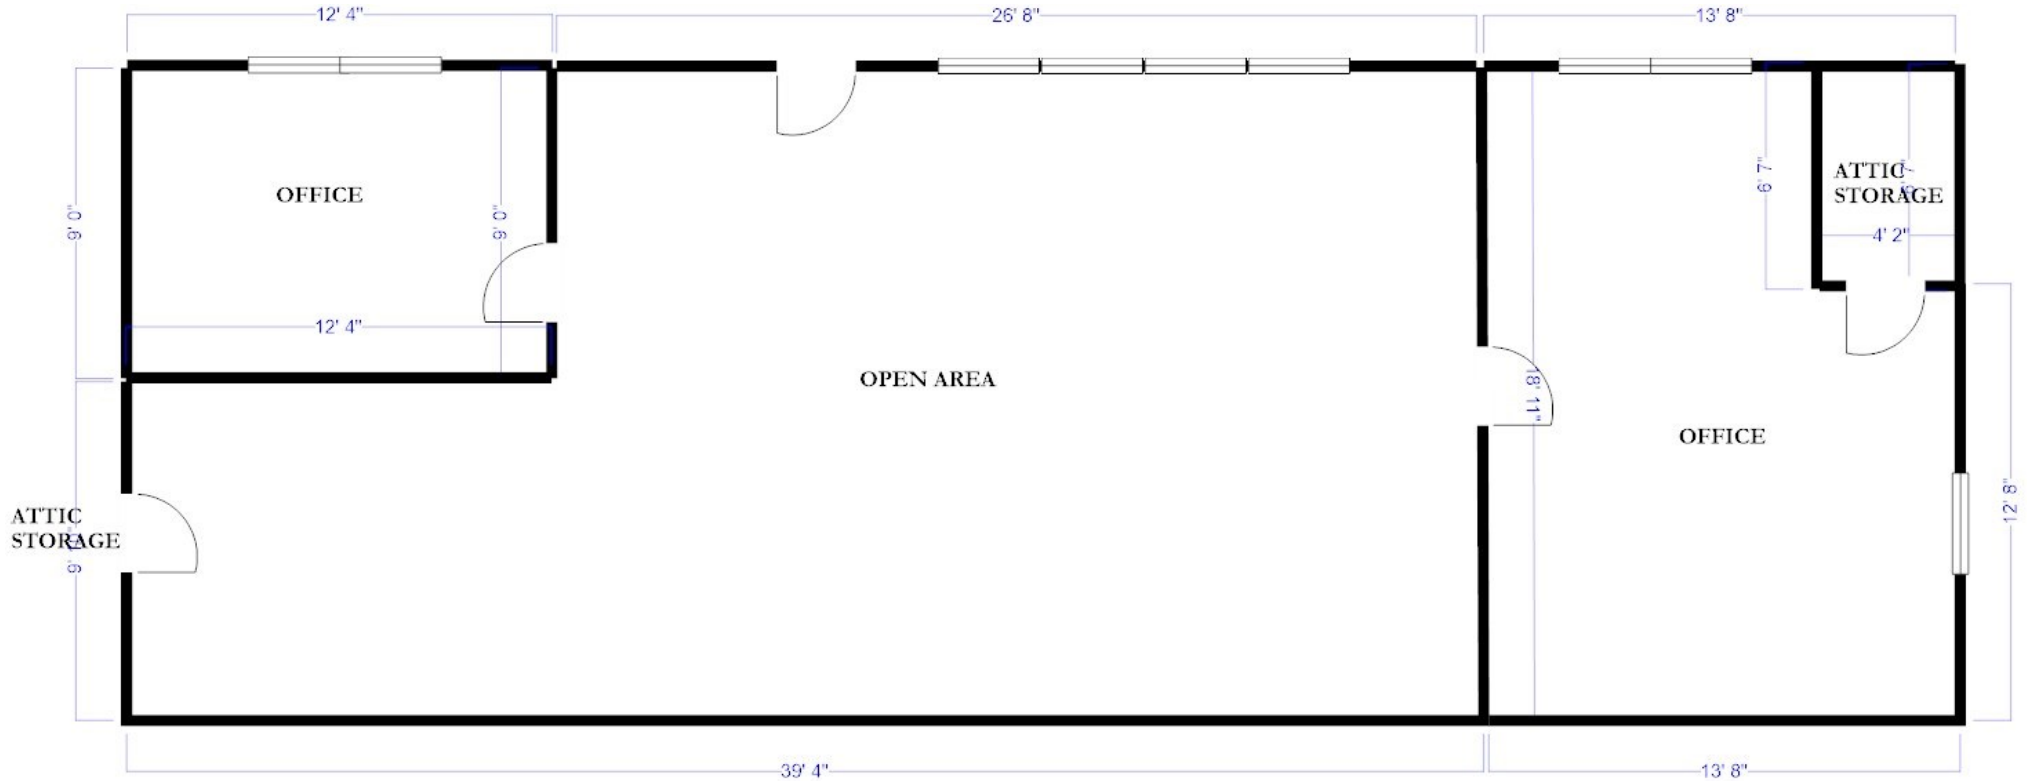 12' 4"
26' 8"
13' 8"
6' 7"
ATTIC
STORAGE
OFFICE
9' 0"
9' 0"
4' 2"
12' 4"
OPEN AREA
18' 11"
OFFICE
12' 8"
ATTIC
STORAGE
39' 4"
13' 8"